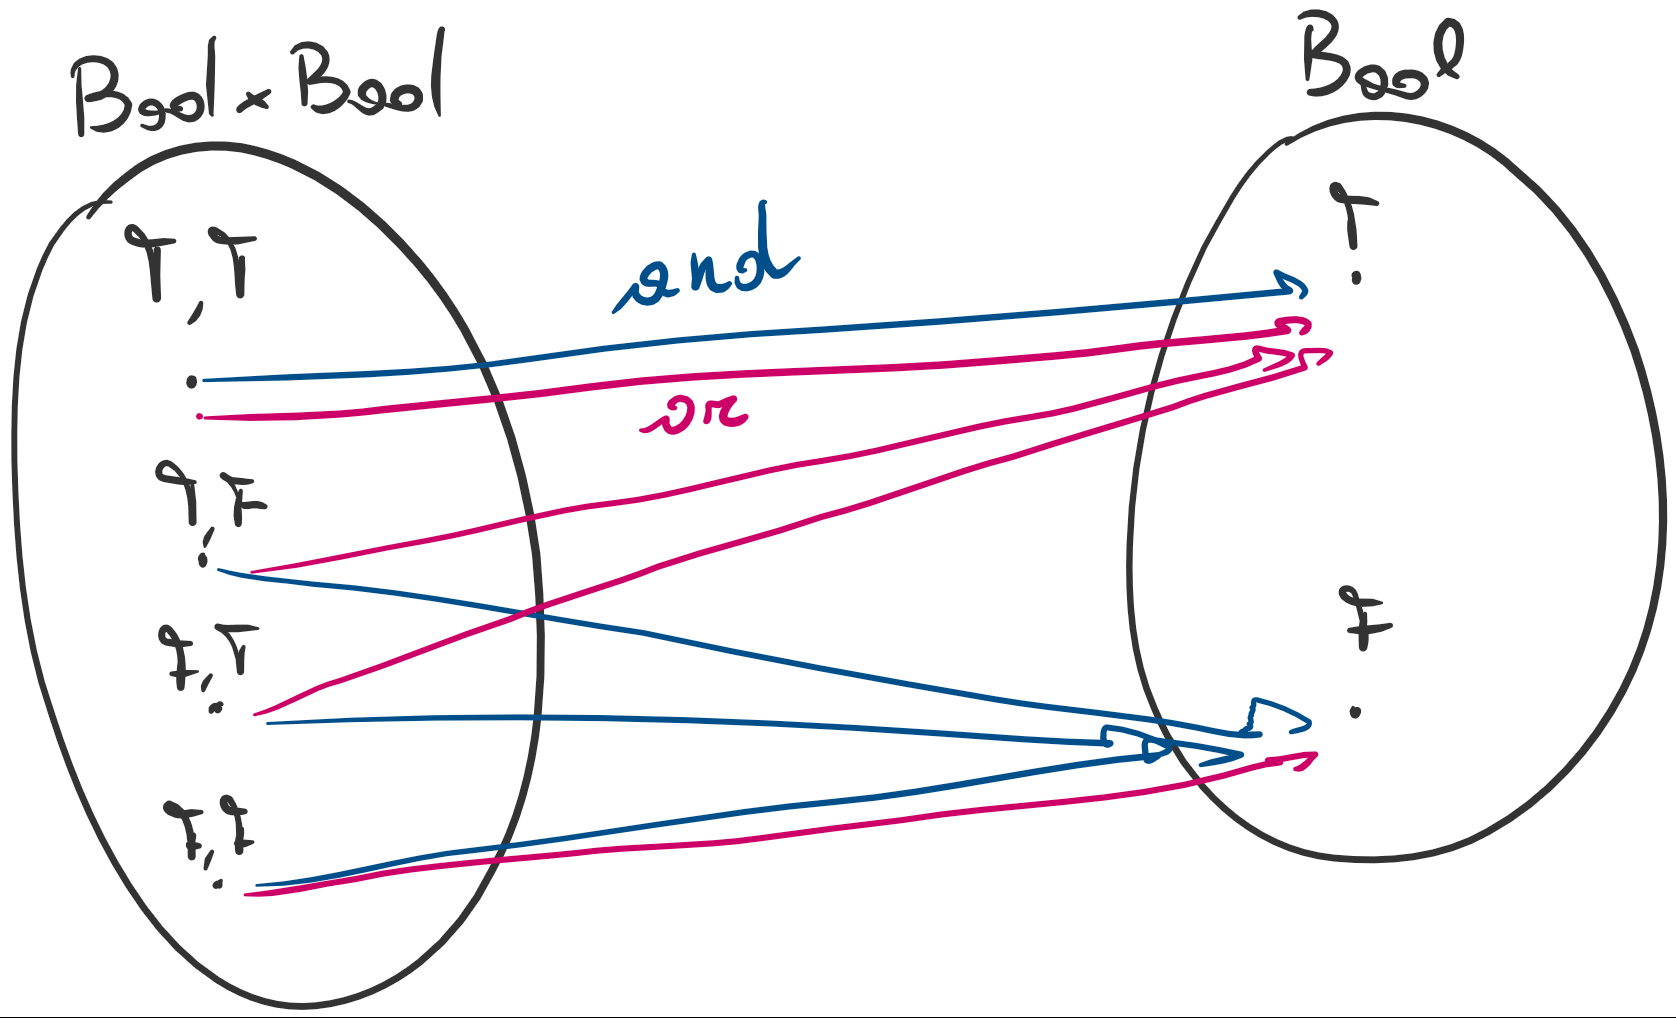 Bool × Bool
Bool
T, T
T
and
or
T, F
F, T
F
F, F